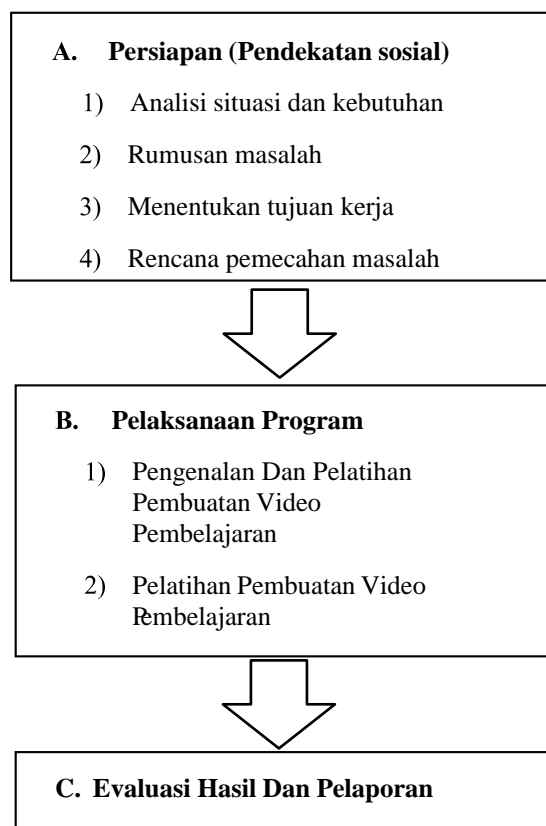 A. Persiapan (Pendekatan sosial)
1) Analisi situasi dan kebutuhan
2) Rumusan masalah
3) Menentukan tujuan kerja
4) Rencana pemecahan masalah
B. Pelaksanaan Program
1) Pengenalan Dan Pelatihan
Pembuatan Video
Pembelajaran
2) Pelatihan Pembuatan Video
Pembelajaran
C. Evaluasi Hasil Dan Pelaporan